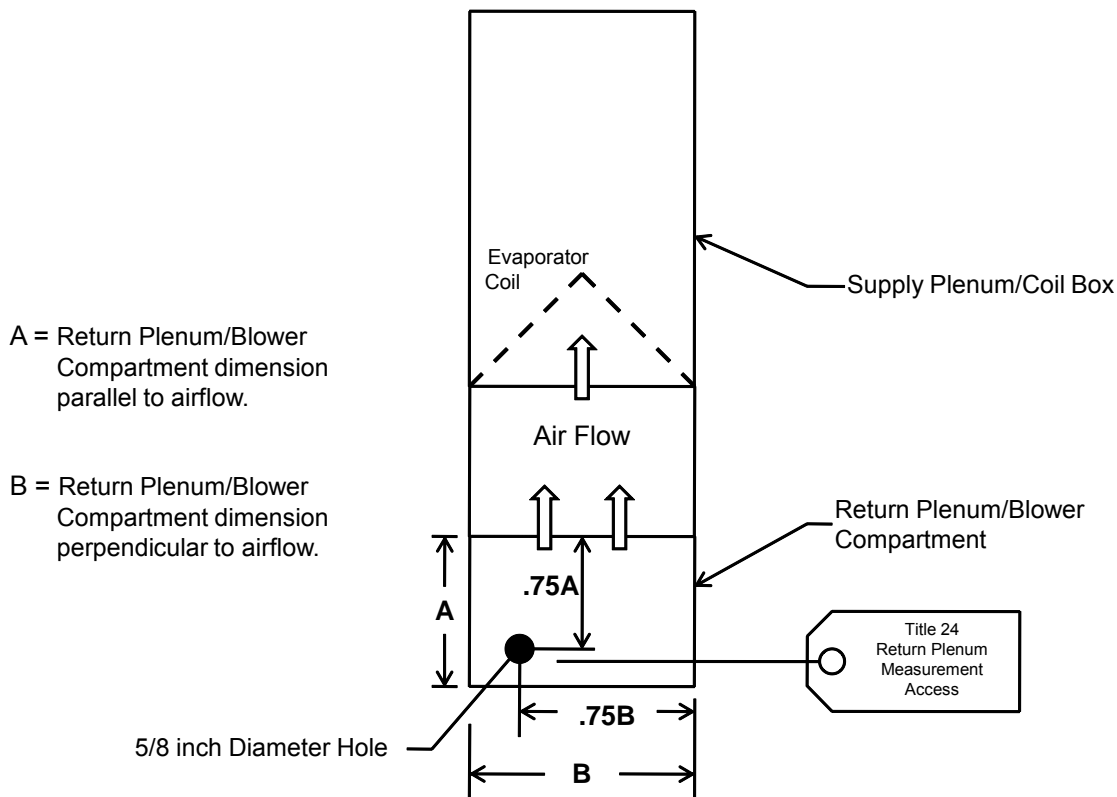 Evaporator
Coil
Supply Plenum/Coil Box
A = Return Plenum/Blower
Compartment dimension
parallel to airflow.
Air Flow
B = Return Plenum/Blower
Compartment dimension
perpendicular to airflow.
Return Plenum/Blower
Compartment
.75A
A
Title 24
Return Plenum
Measurement
Access
.75B
5/8 inch Diameter Hole
B